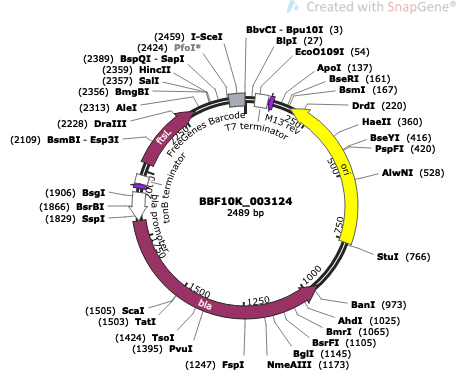 Created with SnapGene®
(2459) I-SceI
(2424) PfoI*
(2389) BspQI - SapI
(2359) HincII
(2357) SalI
(2356) BmgBI
(2313) AleI
(2228) DraIII
(2109) BsmBI - Esp3I
(1906) BsgI
(1866) BsrBI
(1829) SspI
(1505) ScaI
(1503) TatI
(1424) TsoI
(1395) PvuI
(1247) FspI
BbvCI - Bpu10I (3)
BlpI (27)
EcoO109I (54)
ApoI (137)
BseRI (161)
BsmI (167)
DrdI (220)
HaeII (360)
BseYI (416)
PspFI (420)
AlwNI (528)
StuI (766)
BanI (973)
AhdI (1025)
BmrI (1065)
BsrFI (1105)
BglI (1145)
NmeAIII (1173)
FreeGenes Barcode
T7 terminator
M13 rev
ftsL
tonB terminator
bla promoter
bla
ori
250
500
750
1000
1250
1500
1750
BBF10K_003124
2489 bp